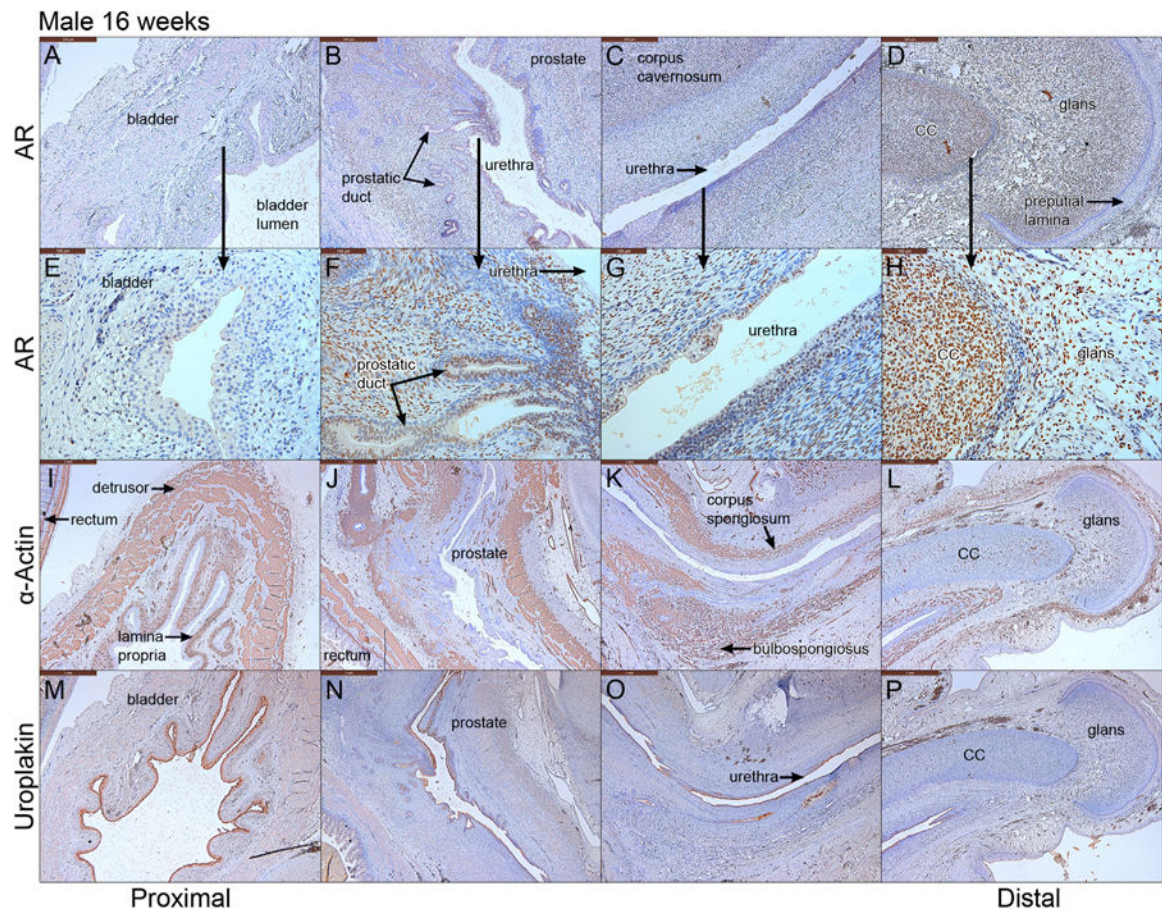 Male 16 weeks
A
B
C
D
AR
bladder
bladder
lumen
prostate
prostatic
duct
urethra
corpus
cavernosum
urethra
CC
glans
preputial
lamina
E
F
G
H
AR
bladder
urethra
prostatic
duct
urethra
CC
glans
I
J
K
L
α-Actin
detrusor
rectum
lamina
propria
prostate
rectum
corpus
spongiosum
bulbospongiosus
CC
glans
M
N
O
P
Uroplakin
bladder
prostate
urethra
CC
glans
Proximal
Distal